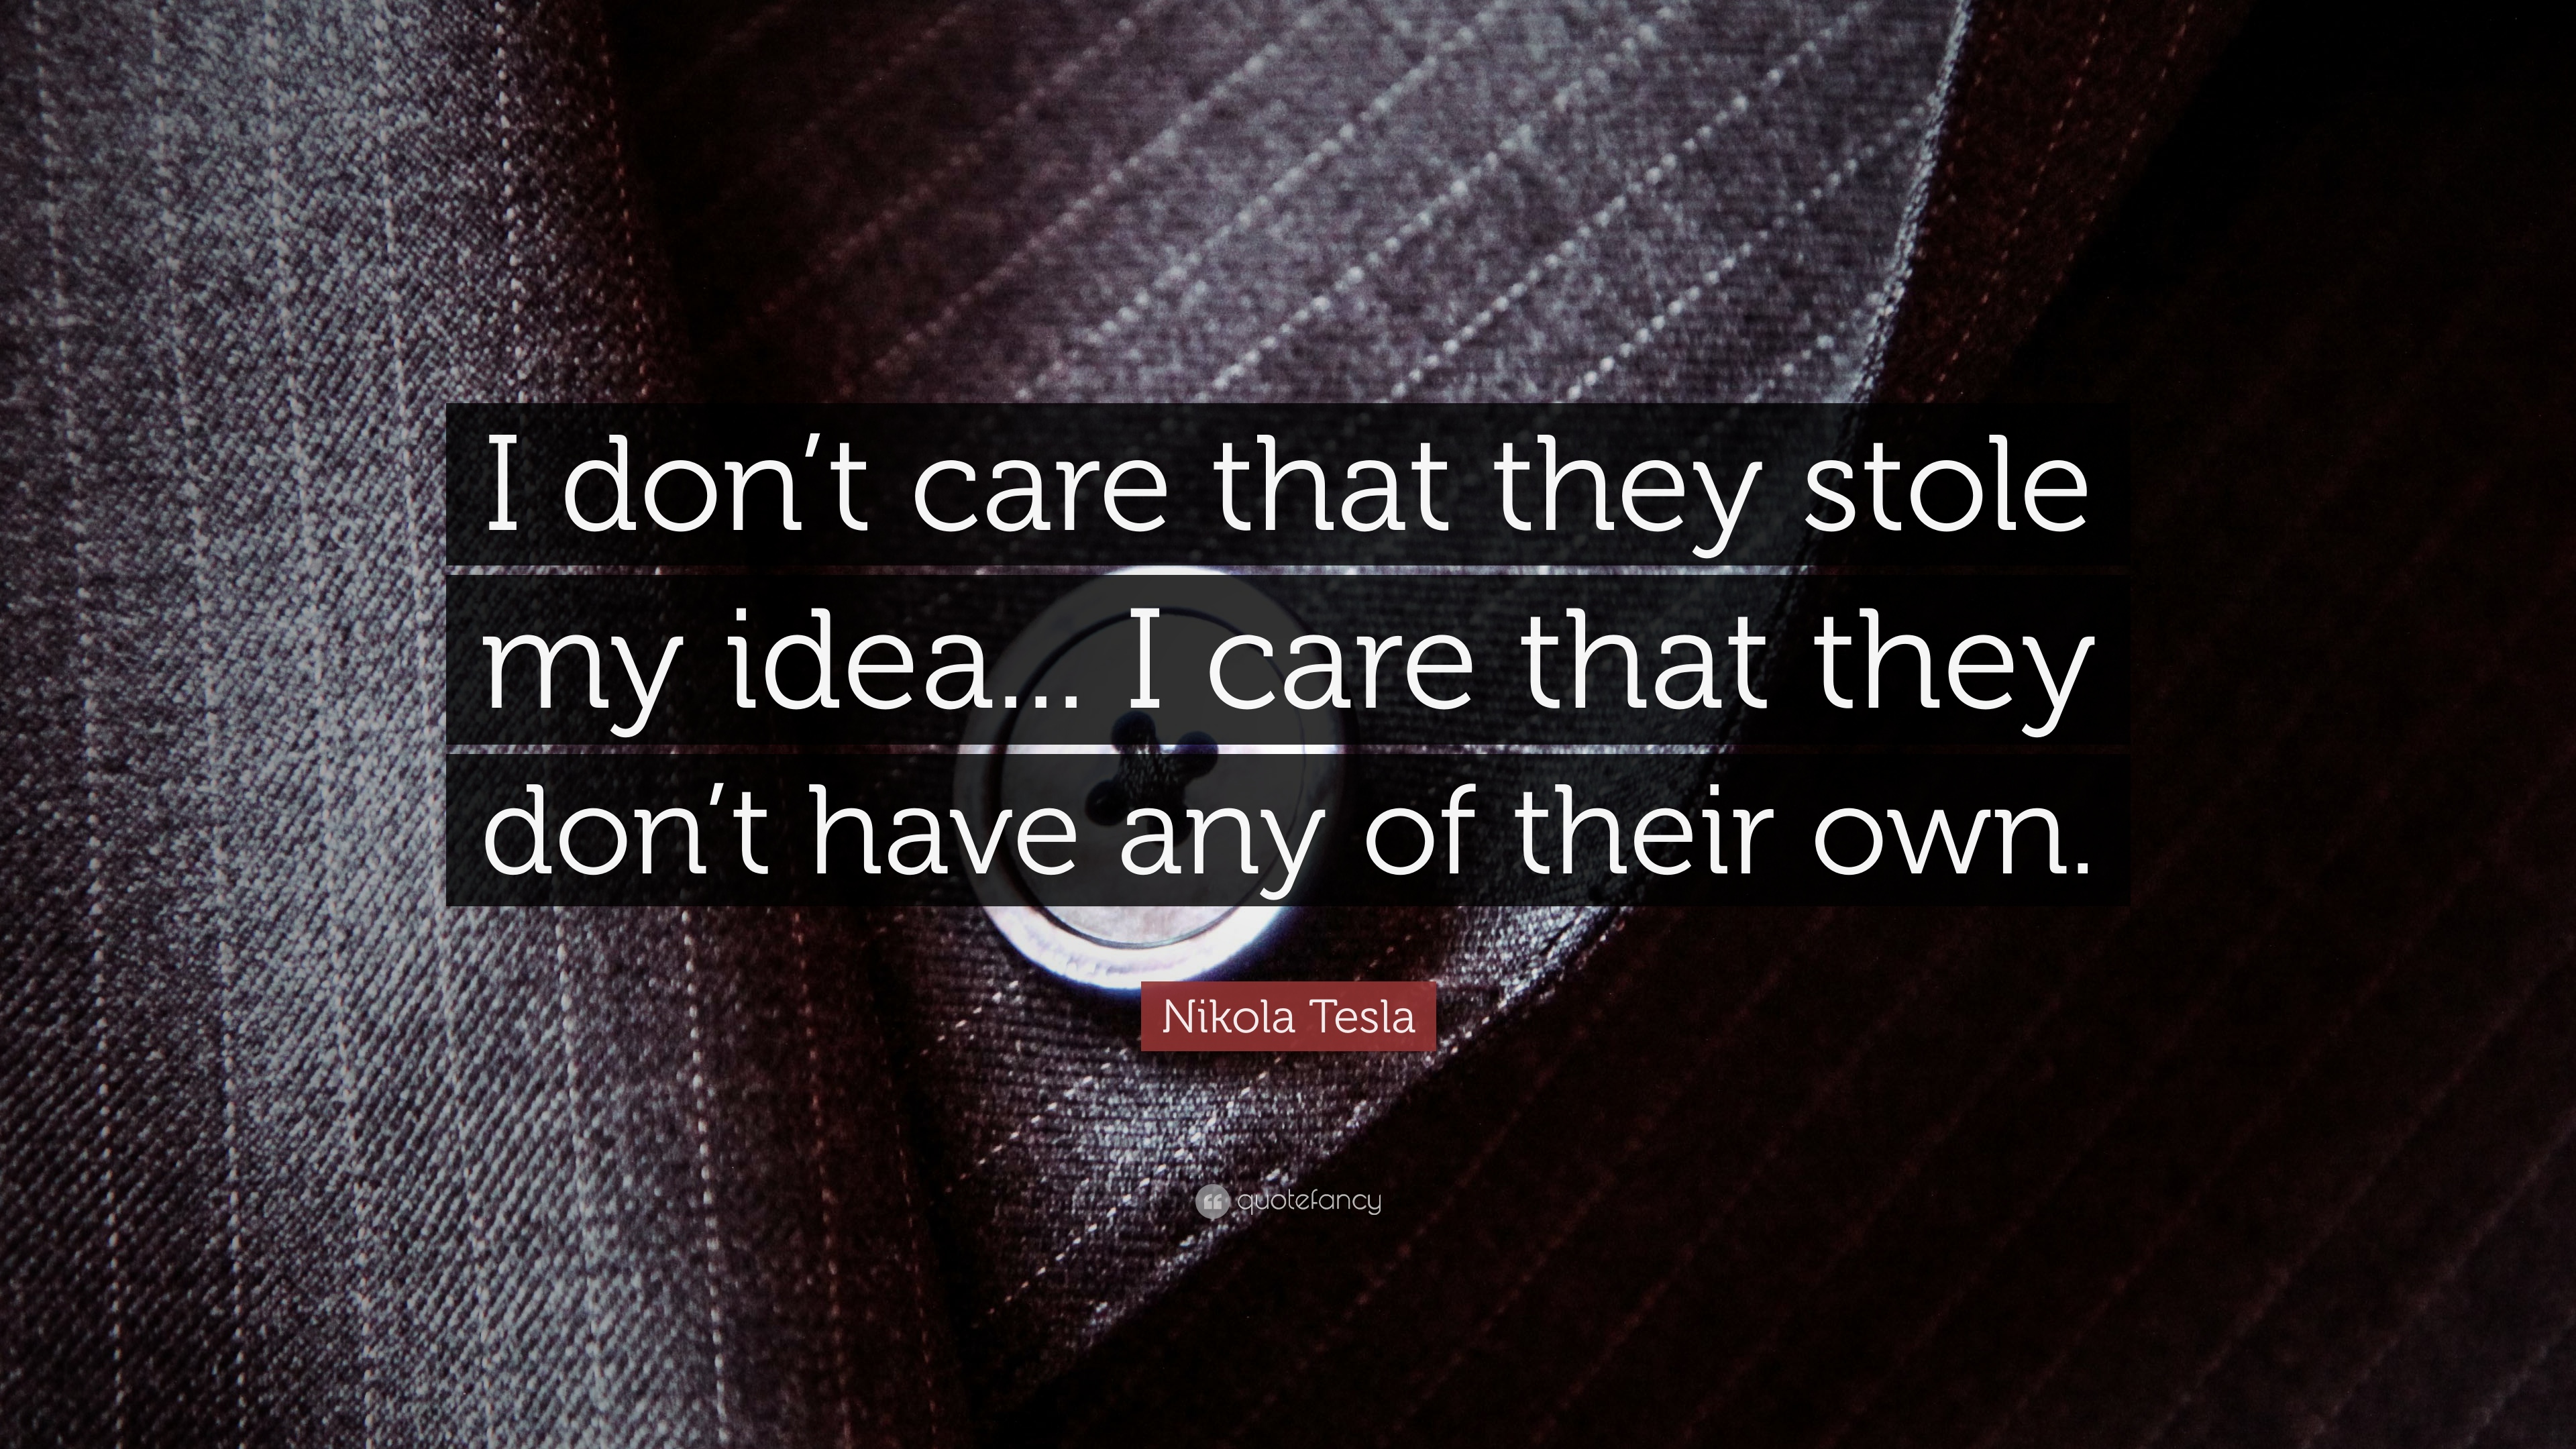 I don’t care that they stole
my idea... I care that they
don’t have any of their own.
Nikola Tesla
quotefancy